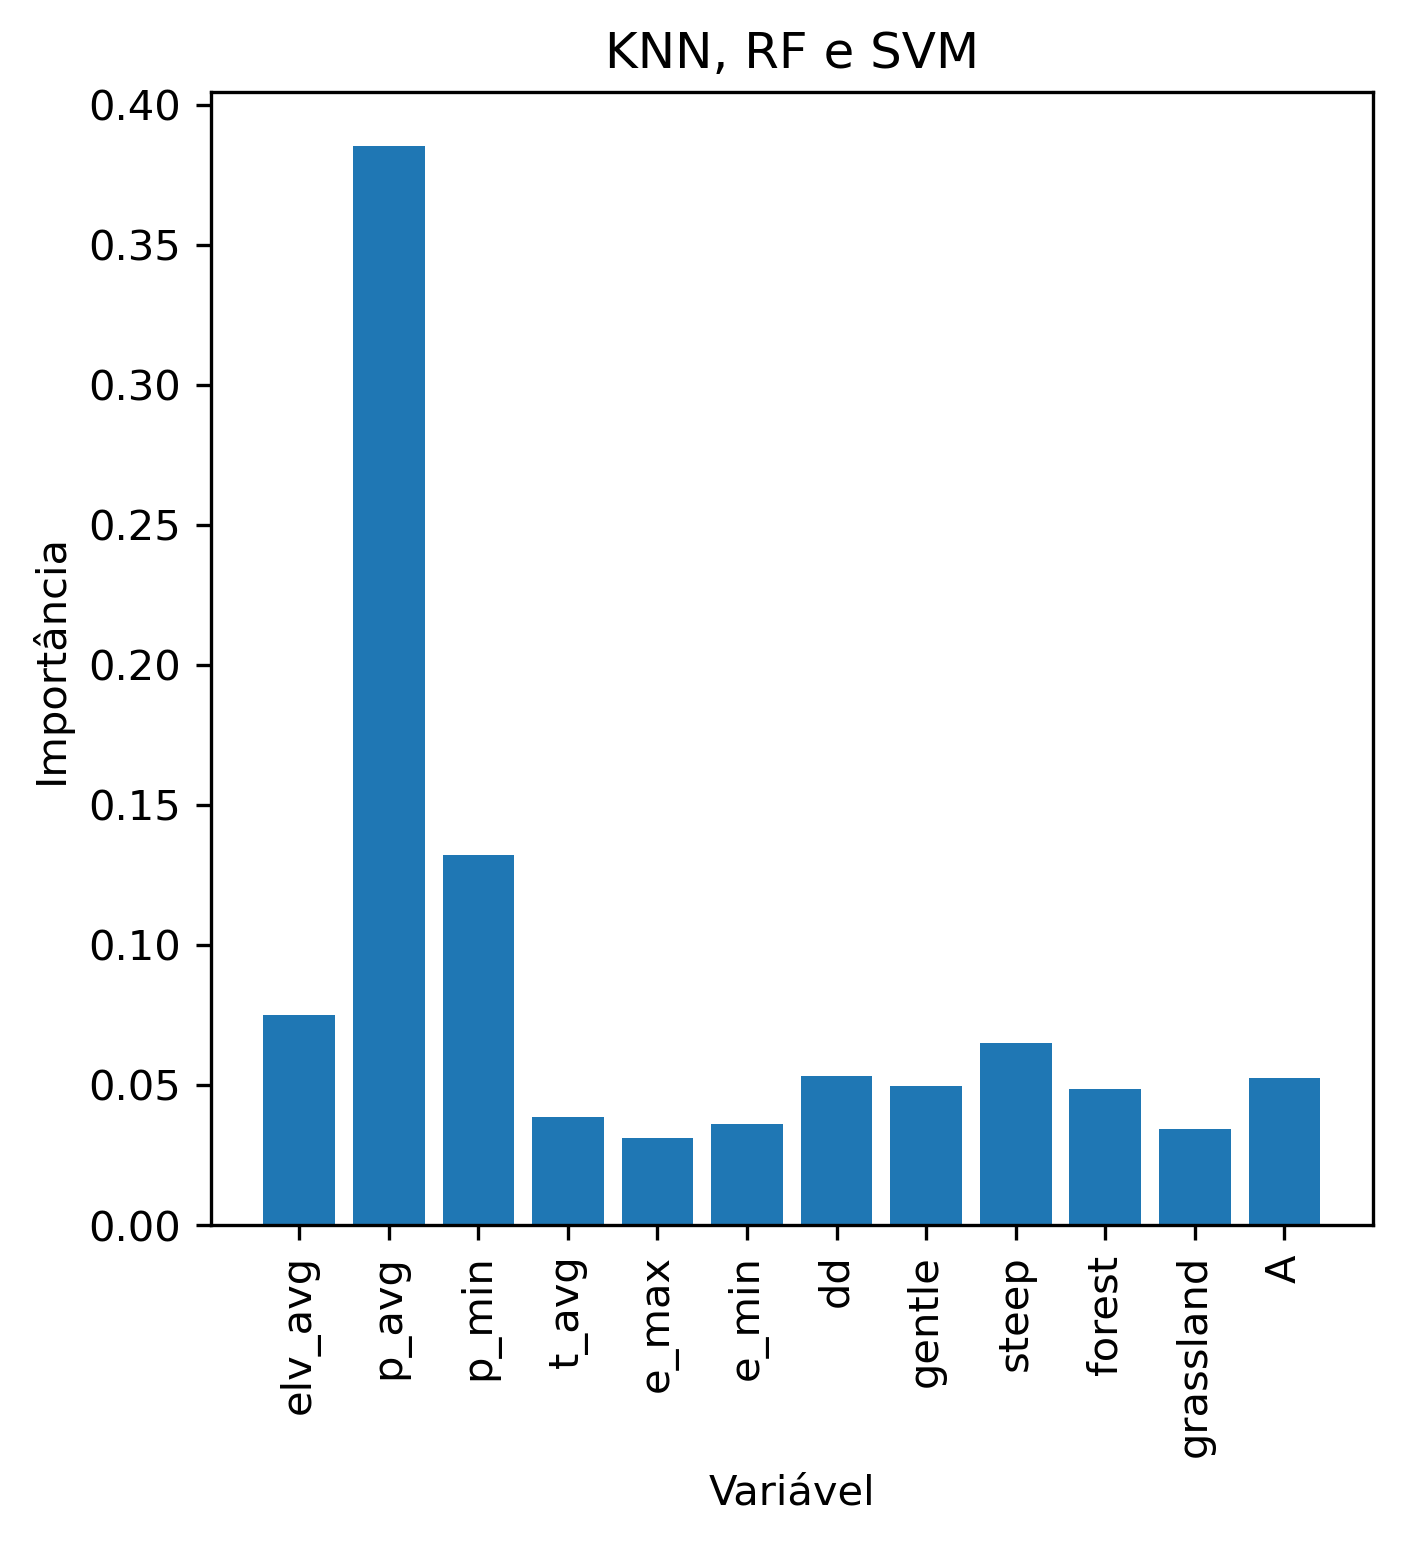 KNN, RF e SVM
0.40
0.35
0.30
0.25
0.20
0.15
0.10
0.05
0.00
Importância
elv_avg
p_avg
p_min
t_avg
e_max
e_min
dd
gentle
steep
forest
grassland
A
Variável